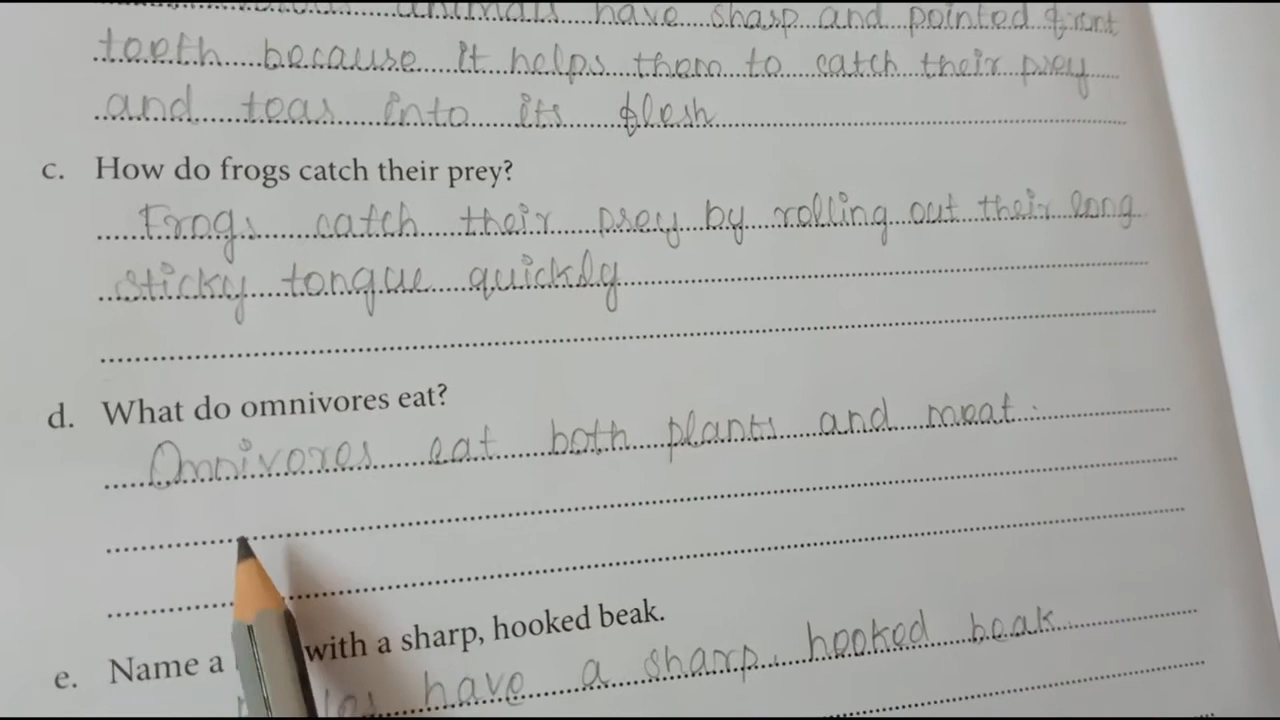 animals have sharp and pointed front
teeth because it helps them to catch their prey
and teas into its flesh
c. How do frogs catch their prey?
Frogs catch their prey by rolling out their long
sticky tongue quickly
d. What do omnivores eat?
Omnivores eat both plants and meat.
e. Name a with a sharp, hooked beak.
have a sharp, hooked beak.